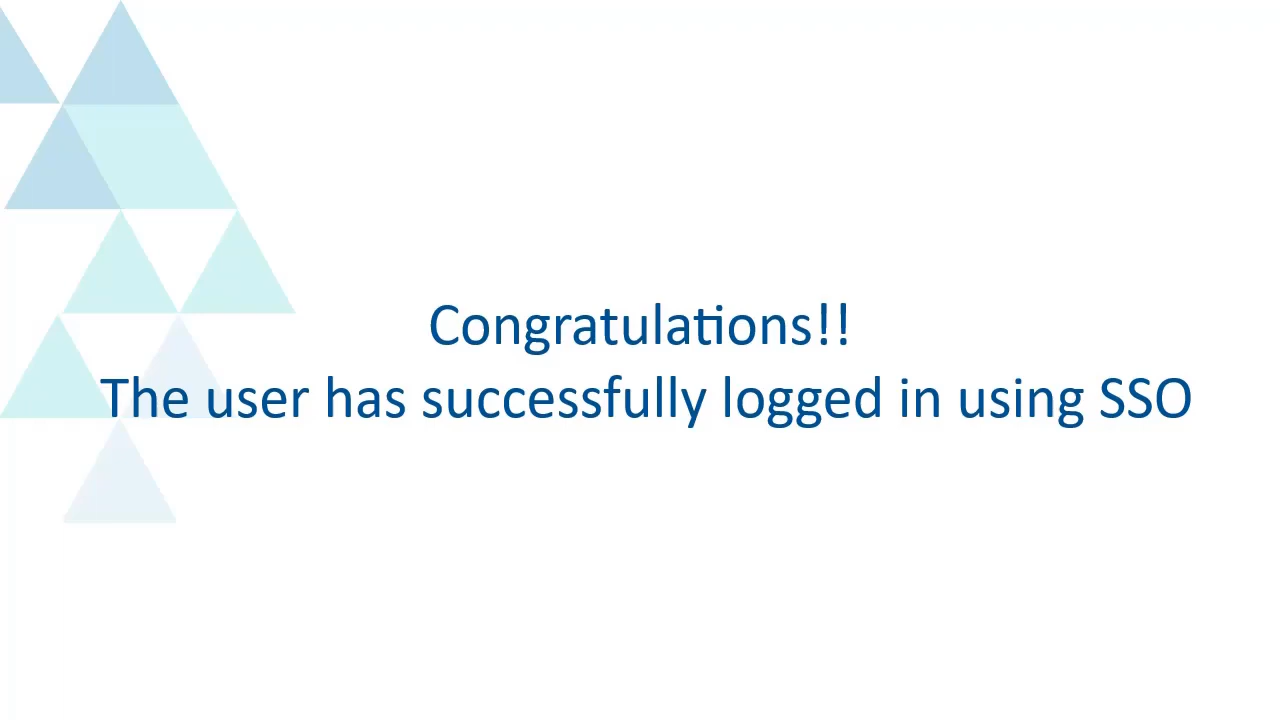 Congratulations!!
The user has successfully logged in using SSO